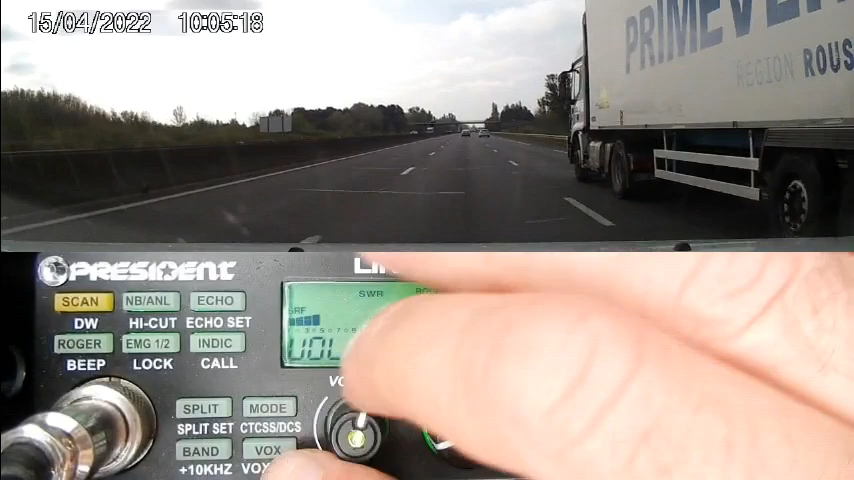 15/04/2022 10:05:18
PRIMEVE
REGION ROUS
PRESIDENT
SCAN NB/ANL ECHO
DW HI-CUT ECHO SET
ROGER EMG 1/2 INDIC
BEEP LOCK CALL
SWR
SRF
VOL
SPLIT MODE
SPLIT SET CTCSS/DCS
BAND VOX
+10KHZ VOX